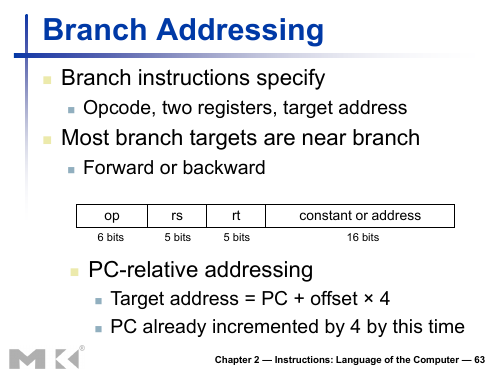 Branch Addressing
Branch instructions specify
Opcode, two registers, target address
Most branch targets are near branch
Forward or backward
op rs rt constant or address
6 bits 5 bits 5 bits 16 bits
PC-relative addressing
Target address = PC + offset × 4
PC already incremented by 4 by this time
MK®
Chapter 2 — Instructions: Language of the Computer — 63